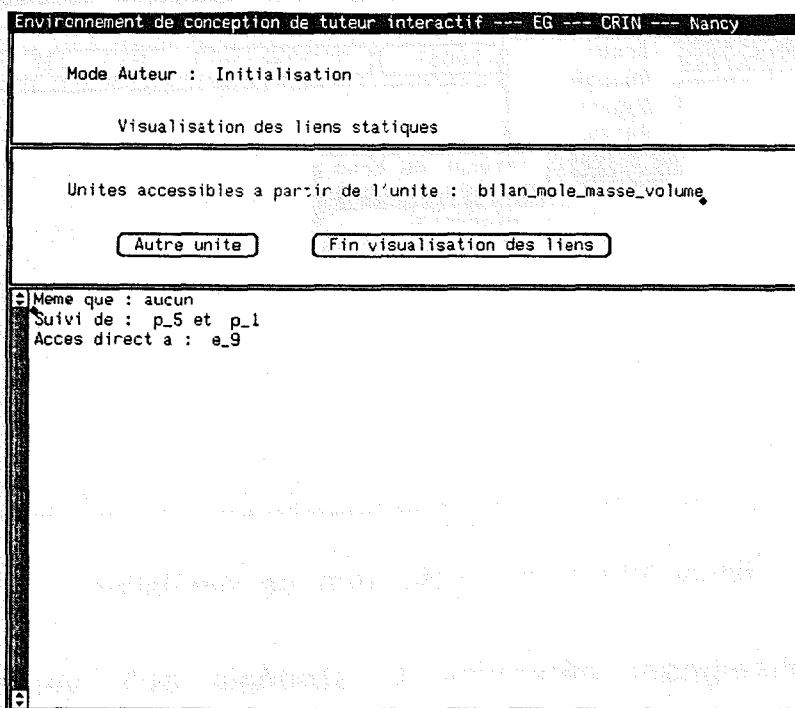 Environnement de conception de tuteur interactif --- EG --- CRIN --- Nancy
Mode Auteur : Initialisation
Visualisation des liens statiques
Unites accessibles a partir de l'unite : bilan_mole_masse_volume
Autre unite Fin visualisation des liens
Meme que : aucun
Suivi de : p_5 et p_1
Acces direct a : e_9